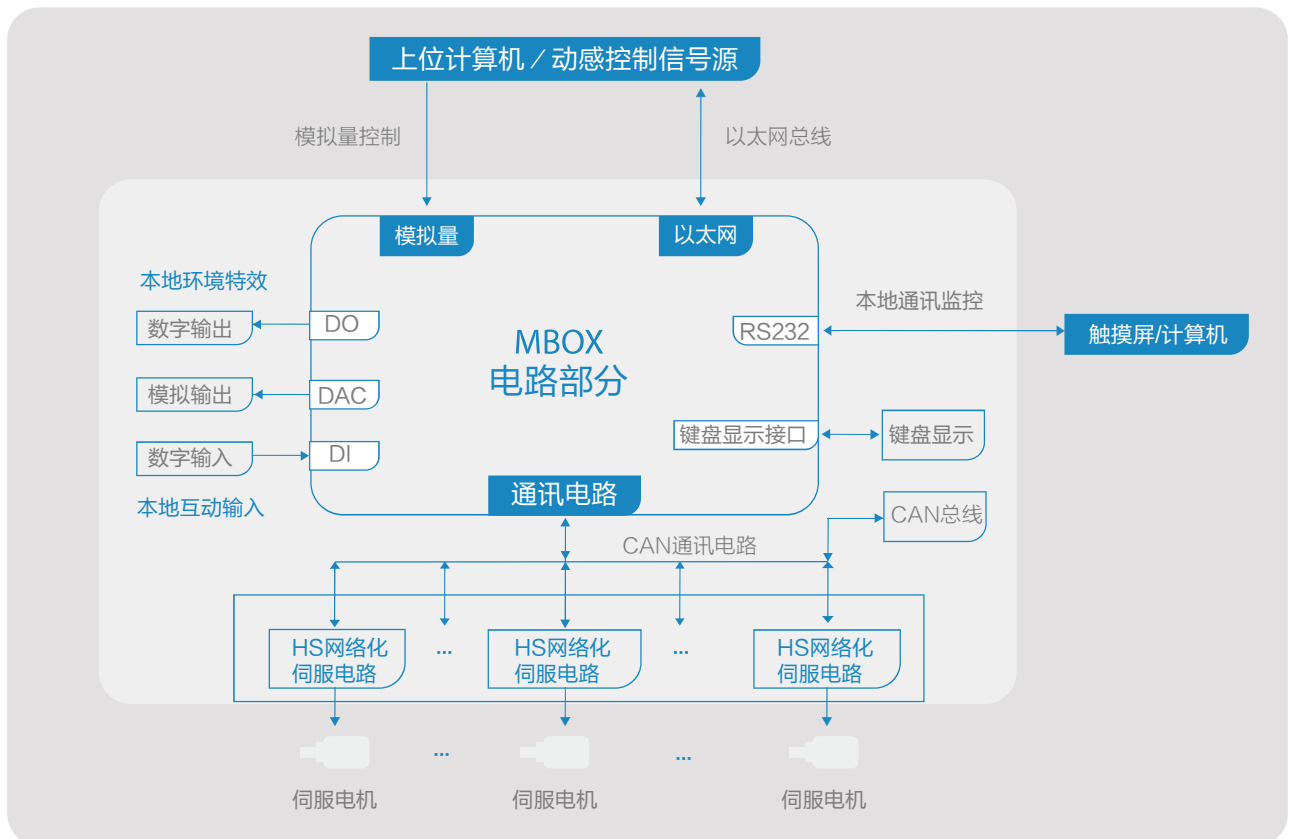 上位计算机／动感控制信号源
模拟量控制
以太网总线
模拟量
以太网
本地环境特效
数字输出
DO
模拟输出
DAC
数字输入
DI
本地互动输入
MBOX
电路部分
本地通讯监控
RS232
触摸屏/计算机
键盘显示接口
键盘显示
通讯电路
CAN总线
CAN通讯电路
HS网络化
伺服电路
...
HS网络化
伺服电路
...
HS网络化
伺服电路
...
...
伺服电机
伺服电机
伺服电机